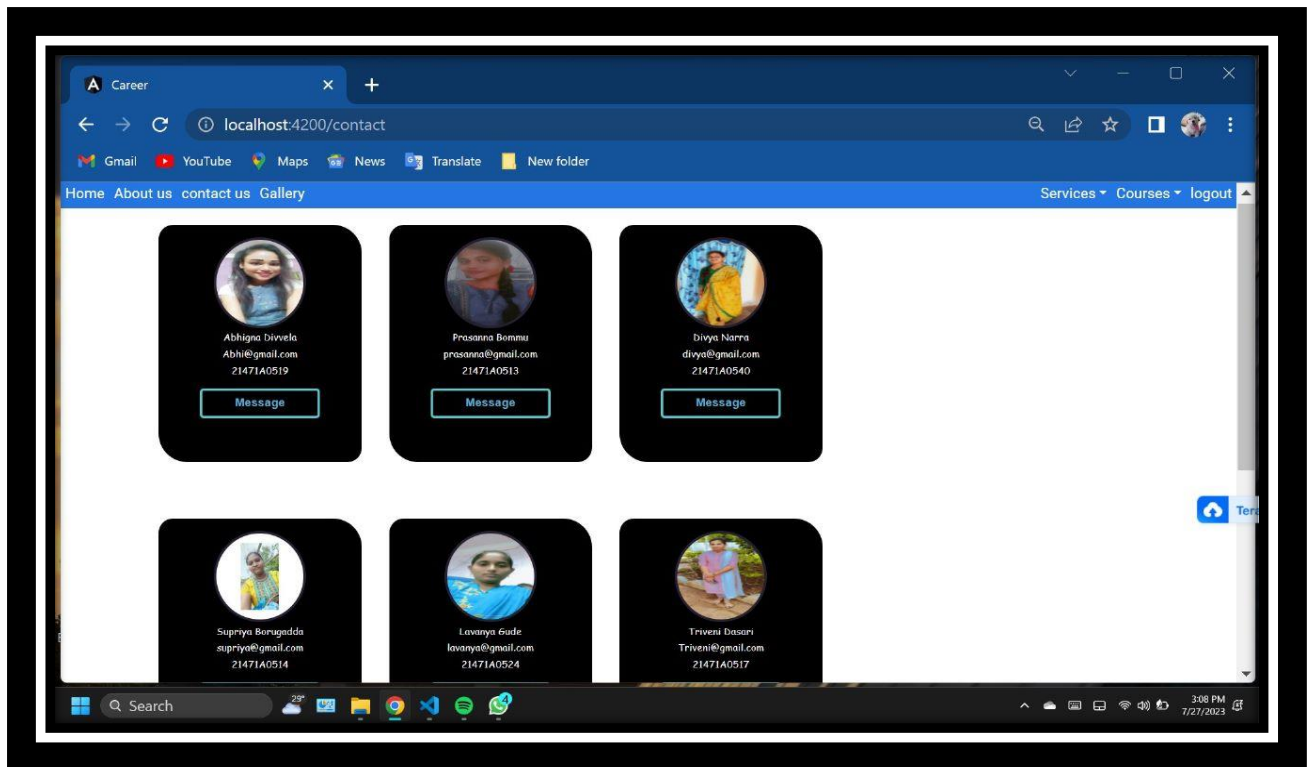 Career
localhost:4200/contact
Gmail YouTube Maps News Translate New folder
Home About us contact us Gallery Services Courses logout
Abhigna Divvela Prasanna Bommu Divya Narra
Abhi@gmail.com prasanna@gmail.com divya@gmail.com
21471A0519 21471A0513 21471A0540
Message Message Message
Tera
Supriya Borugadda Lavanya Gude Triveni Dasari
supriya@gmail.com lavanya@gmail.com Triveni@gmail.com
21471A0514 21471A0524 21471A0517
Search 29° 4 3:08 PM
7/27/2023